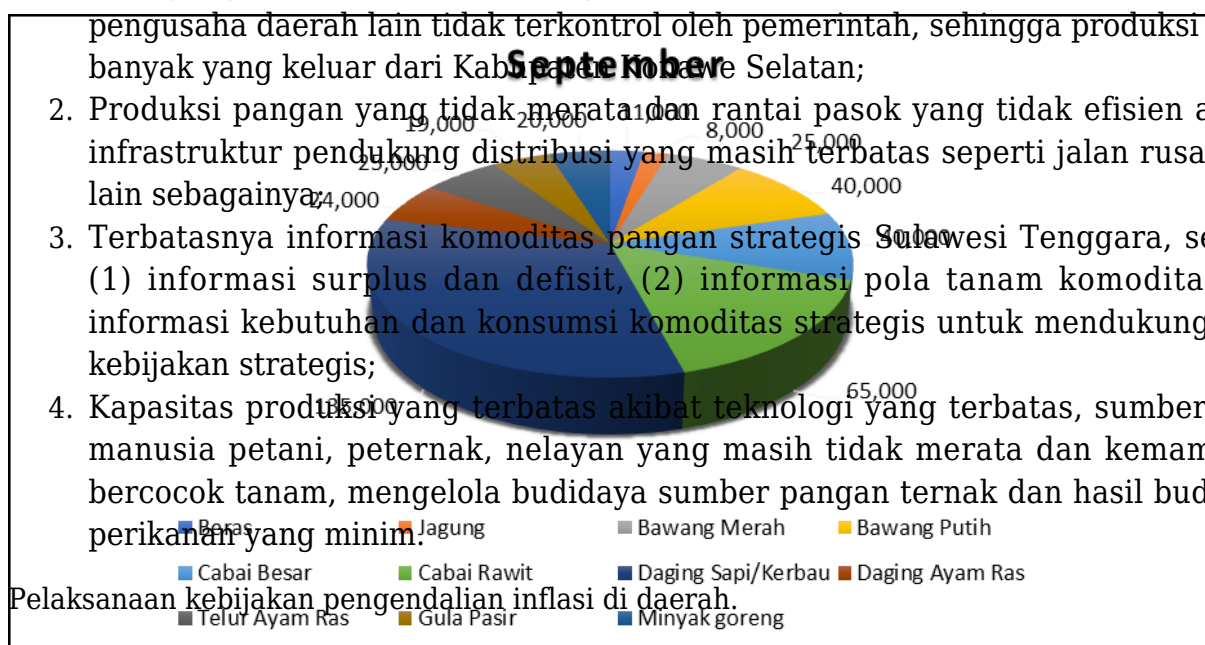 pengusaha daerah lain tidak terkontrol oleh pemerintah, sehingga produksi
banyak yang keluar dari Kabupaten Konawe Selatan;
September
2. Produksi pangan yang tidak merata dan rantai pasok yang tidak efisien a
infrastruktur pendukung distribusi yang masih terbatas seperti jalan rusa
lain sebagainya;
3. Terbatasnya informasi komoditas pangan strategis Sulawesi Tenggara, se
(1) informasi surplus dan defisit, (2) informasi pola tanam komodita
informasi kebutuhan dan konsumsi komoditas strategis untuk mendukung
kebijakan strategis;
4. Kapasitas produksi yang terbatas akibat teknologi yang terbatas, sumber
manusia petani, peternak, nelayan yang masih tidak merata dan kemam
bercocok tanam, mengelola budidaya sumber pangan ternak dan hasil bud
perikanan yang minim.
Pelaksanaan kebijakan pengendalian inflasi di daerah.
19,000 20,000 11,000 8,000 25,000
40,000
40,000
65,000
135,000
24,000
Beras Jagung Bawang Merah Bawang Putih
Cabai Besar Cabai Rawit Daging Sapi/Kerbau Daging Ayam Ras
Telur Ayam Ras Gula Pasir Minyak goreng